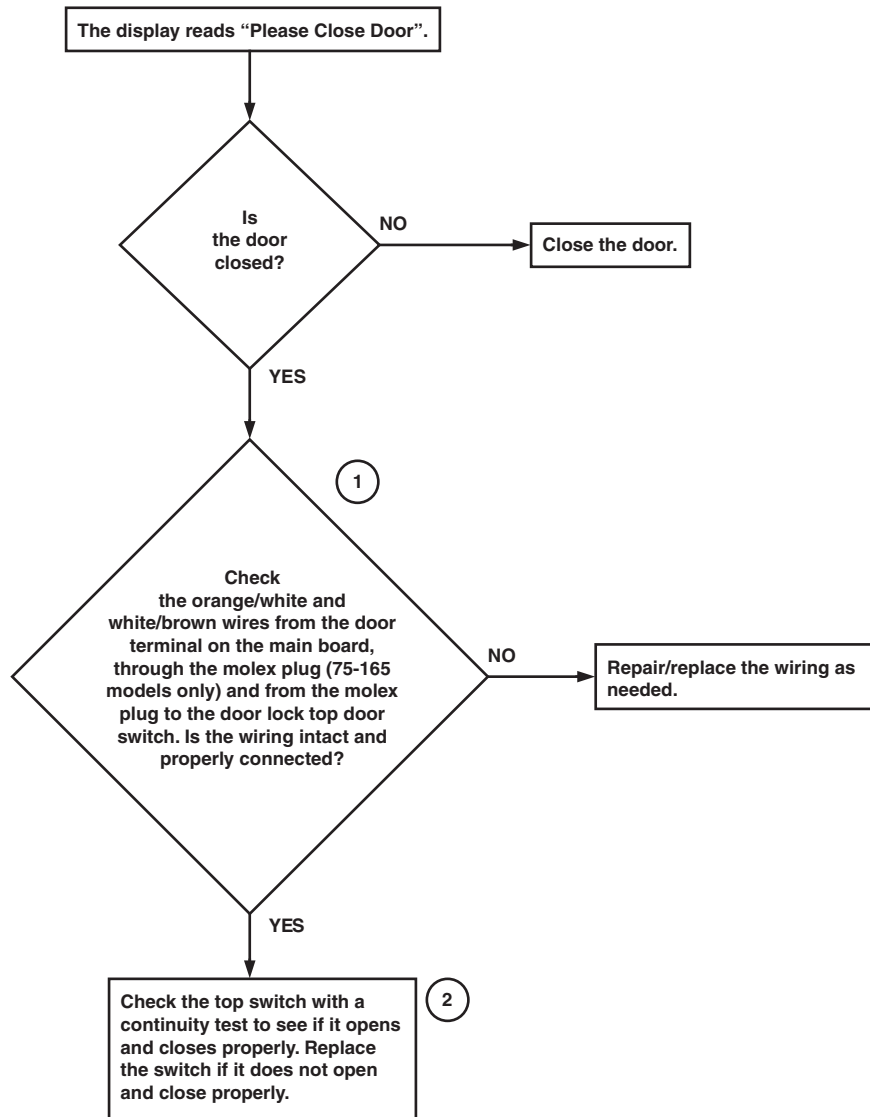 The display reads “Please Close Door”.
Is
the door
closed?
NO
Close the door.
YES
1
Check
the orange/white and
white/brown wires from the door
terminal on the main board,
through the molex plug (75-165
models only) and from the molex
plug to the door lock top door
switch. Is the wiring intact and
properly connected?
NO
Repair/replace the wiring as
needed.
YES
Check the top switch with a
continuity test to see if it opens
and closes properly. Replace
the switch if it does not open
and close properly.
2